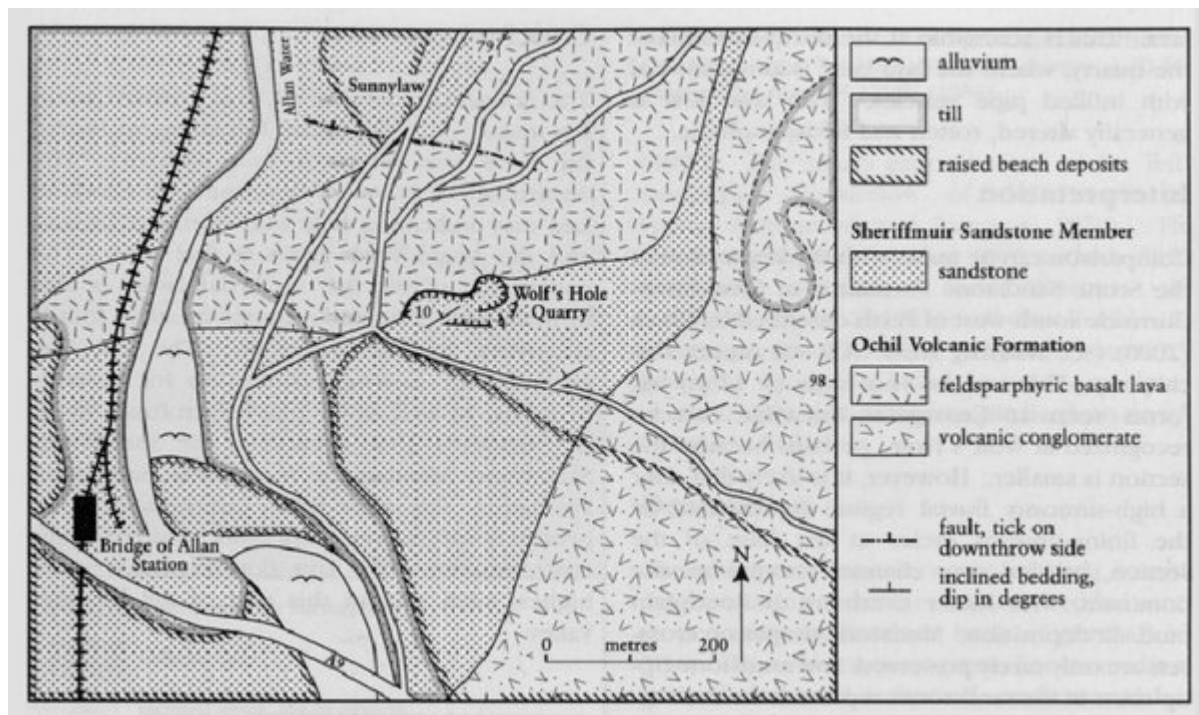 79
Allan Water
Sunnylaw
Wolf's Hole
Quarry
10
98
Bridge of Allan
Station
A9
N
0 metres 200
alluvium
till
raised beach deposits
Sheriffmuir Sandstone Member
sandstone
Ochil Volcanic Formation
feldsparphyric basalt lava
volcanic conglomerate
fault, tick on
downthrow side
inclined bedding,
dip in degrees